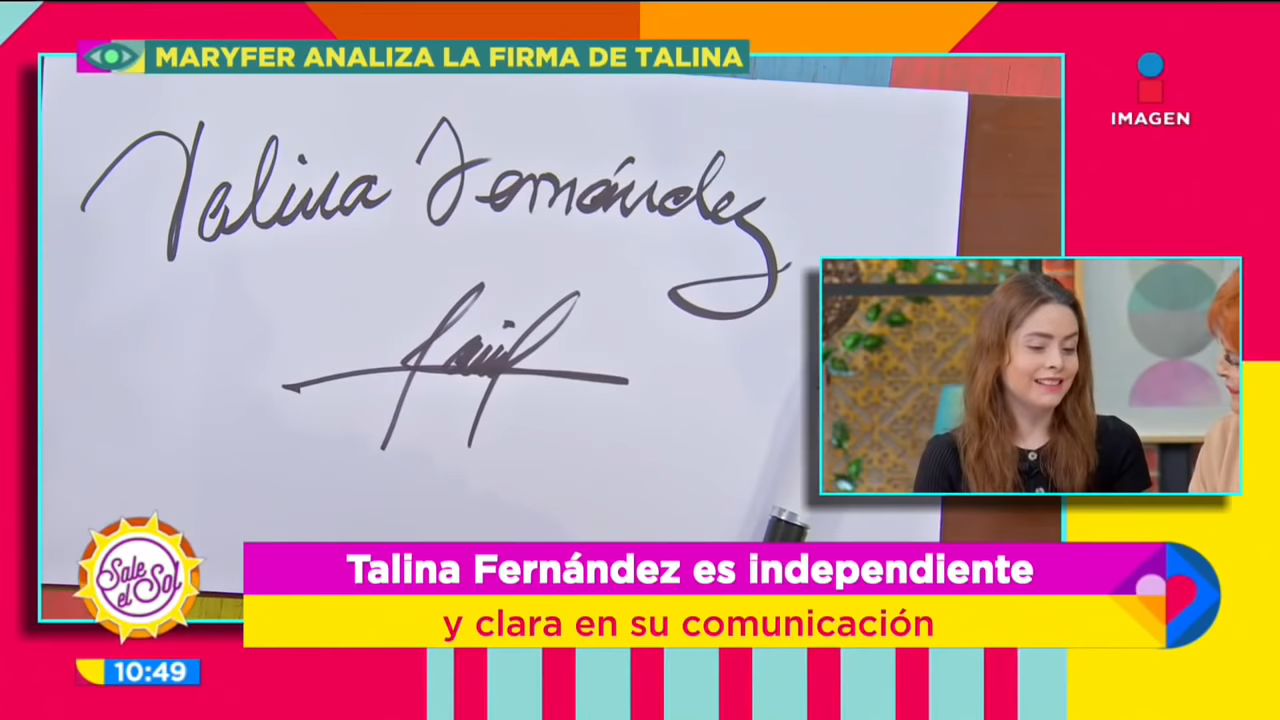 MARYFER ANALIZA LA FIRMA DE TALINA
IMAGEN
Talina Fernández
Sale el Sol
Talina Fernández es independiente
y clara en su comunicación
10:49